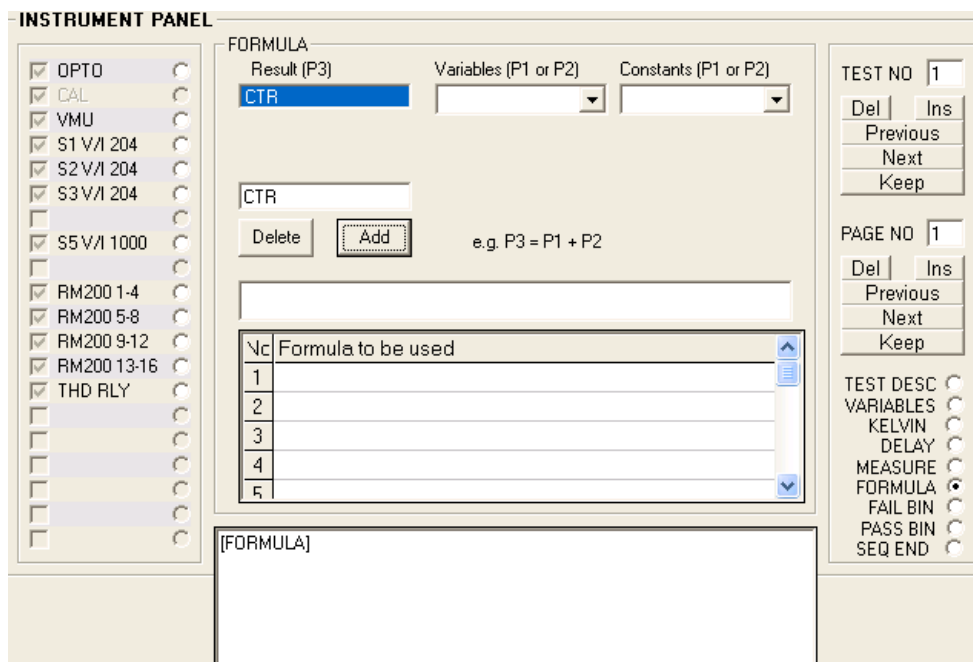 INSTRUMENT PANEL
OPTO
CAL
VMU
S1 V/I 204
S2 V/I 204
S3 V/I 204
S5 V/I 1000
RM200 1-4
RM200 5-8
RM200 9-12
RM200 13-16
THD RLY
FORMULA
Result (P3) Variables (P1 or P2) Constants (P1 or P2)
CTR
CTR
Delete Add e.g. P3 = P1 + P2
No Formula to be used
1
2
3
4
5
[FORMULA]
TEST NO 1
Del Ins
Previous
Next
Keep
PAGE NO 1
Del Ins
Previous
Next
Keep
TEST DESC
VARIABLES
KELVIN
DELAY
MEASURE
FORMULA
FAIL BIN
PASS BIN
SEQ END